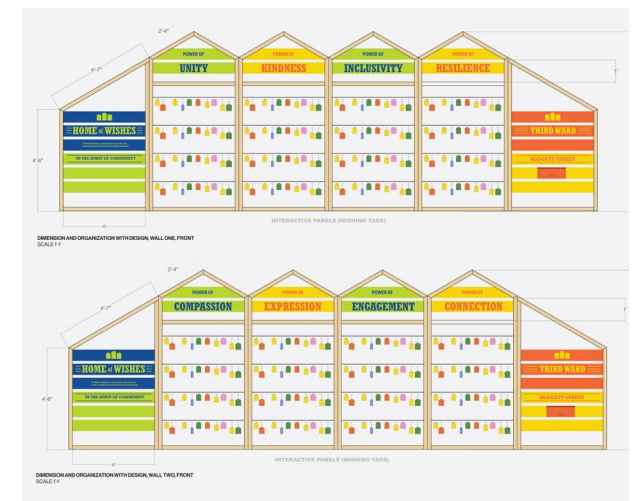 2'-4"
POWER OF
UNITY
POWER OF
KINDNESS
POWER OF
INCLUSIVITY
POWER OF
RESILIENCE
1'
4'-7"
HOME of WISHES
IN THE SPIRIT OF COMMUNITY
THIRD WARD
BLOGETT STREET
4'-6"
4'
INTERACTIVE PANELS (WISHING TAGS)
DIMENSION AND ORGANIZATION WITH DESIGN, WALL ONE, FRONT
SCALE 1'-1'
2'-4"
POWER OF
COMPASSION
POWER OF
EXPRESSION
POWER OF
ENGAGEMENT
POWER OF
CONNECTION
1'
4'-7"
HOME of WISHES
IN THE SPIRIT OF COMMUNITY
THIRD WARD
BLOGETT STREET
4'-6"
4'
INTERACTIVE PANELS (WISHING TAGS)
DIMENSION AND ORGANIZATION WITH DESIGN, WALL TWO, FRONT
SCALE 1'-1'